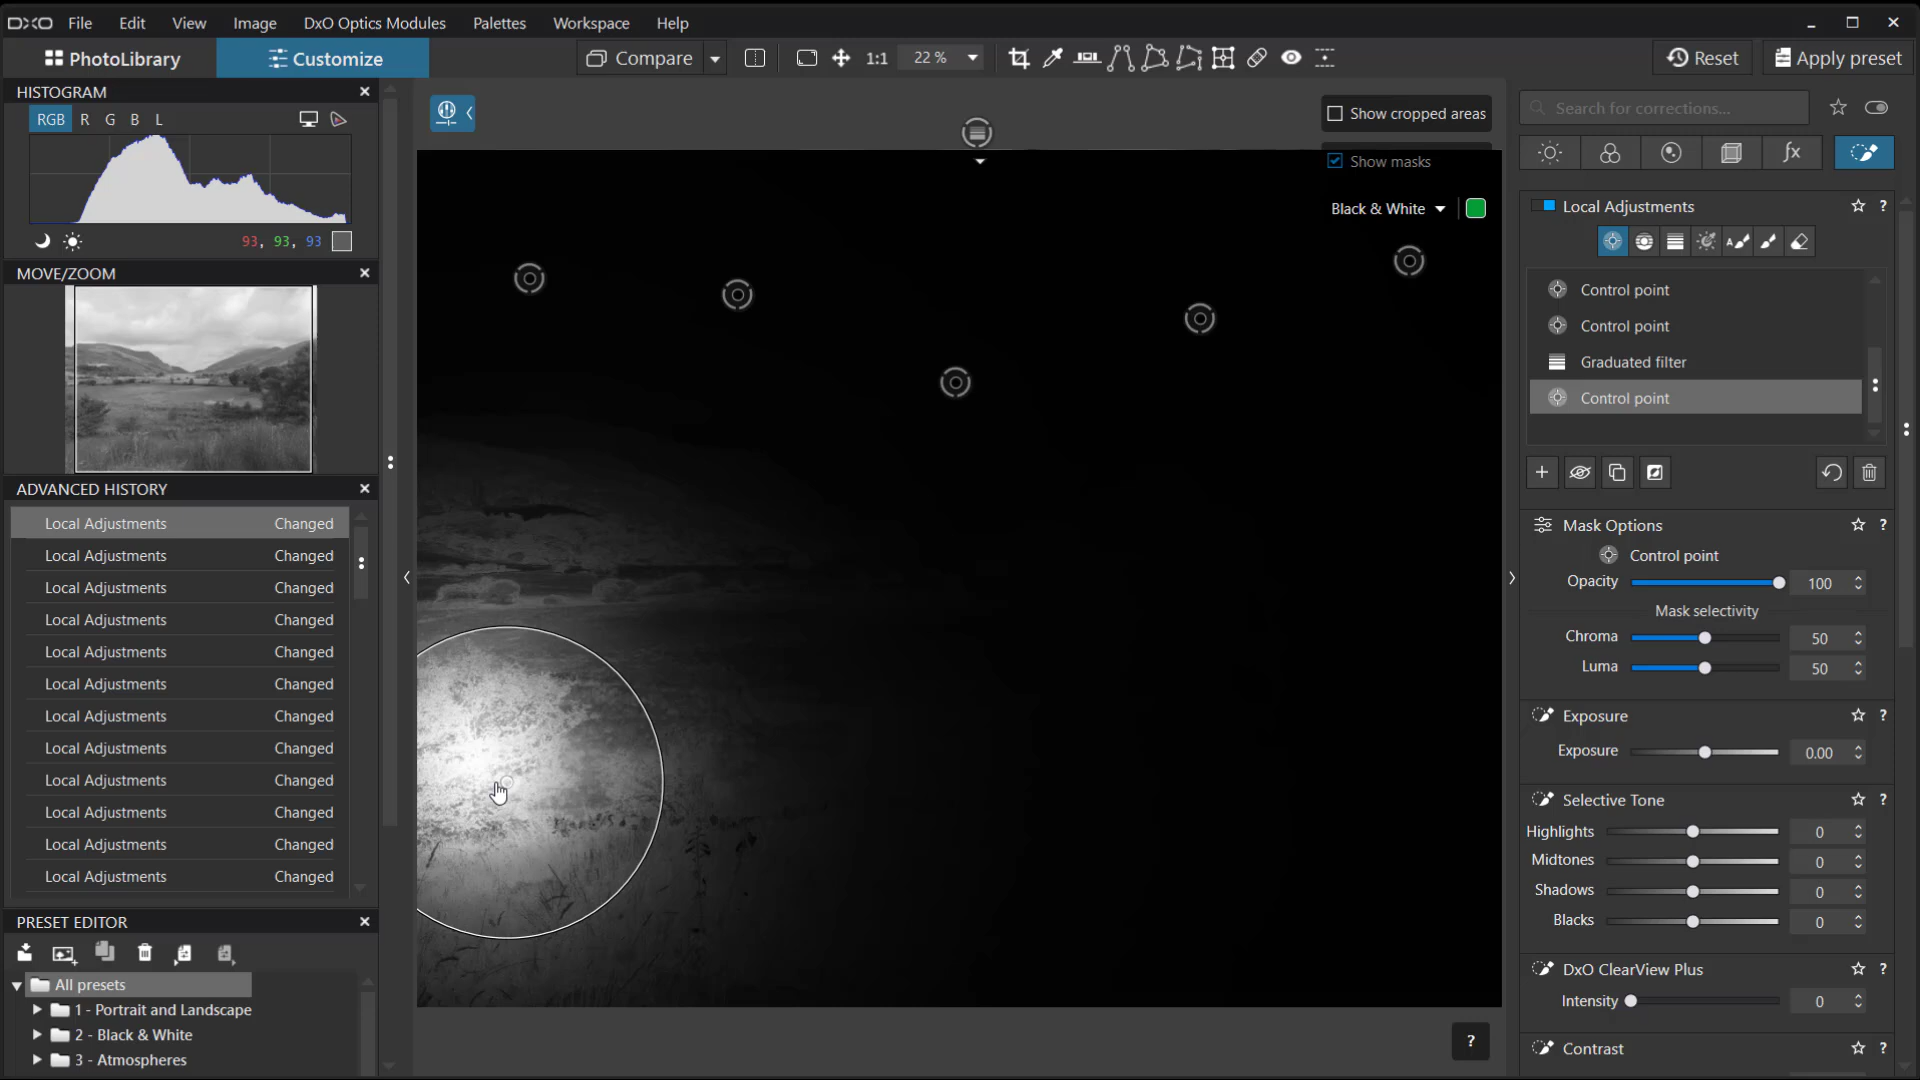 DXO File Edit View Image DxO Optics Modules Palettes Workspace Help
PhotoLibrary Customize Compare 1:1 22 % Reset Apply preset
HISTOGRAM
RGB R G B L
93, 93, 93
MOVE/ZOOM
ADVANCED HISTORY
Local Adjustments Changed
Local Adjustments Changed
Local Adjustments Changed
Local Adjustments Changed
Local Adjustments Changed
Local Adjustments Changed
Local Adjustments Changed
Local Adjustments Changed
Local Adjustments Changed
Local Adjustments Changed
Local Adjustments Changed
Local Adjustments Changed
PRESET EDITOR
All presets
1 - Portrait and Landscape
2 - Black & White
3 - Atmospheres
Show cropped areas
Show masks
Black & White
?
Search for corrections...
fx
Local Adjustments ?
A
Control point
Control point
Graduated filter
Control point
Mask Options ?
Control point
Opacity 100
Mask selectivity
Chroma 50
Luma 50
Exposure ?
Exposure 0.00
Selective Tone ?
Highlights 0
Midtones 0
Shadows 0
Blacks 0
DxO ClearView Plus ?
Intensity 0
Contrast ?